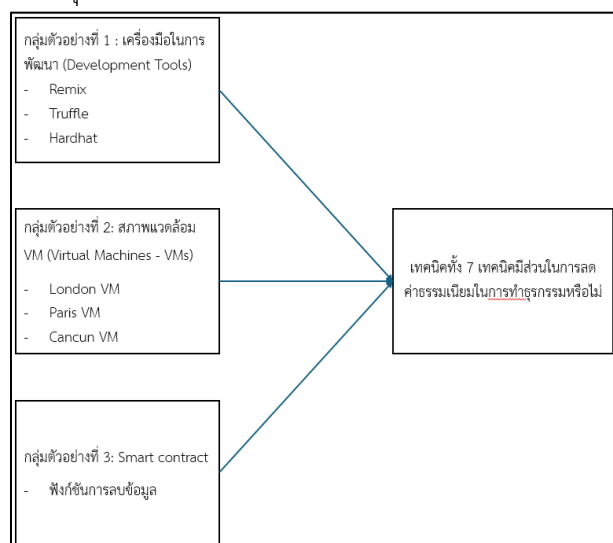 กลุ่มตัวอย่างที่ 1 : เครื่องมือในการ
พัฒนา (Development Tools)
- Remix
- Truffle
- Hardhat
กลุ่มตัวอย่างที่ 2: สภาพแวดล้อม
VM (Virtual Machines - VMs)
- London VM
- Paris VM
- Cancun VM
กลุ่มตัวอย่างที่ 3: Smart contract
- ฟังก์ชันการลบข้อมูล
เทคนิคทั้ง 7 เทคนิคมีส่วนในการลด
ค่าธรรมเนียมในการทำธุรกรรมหรือไม่